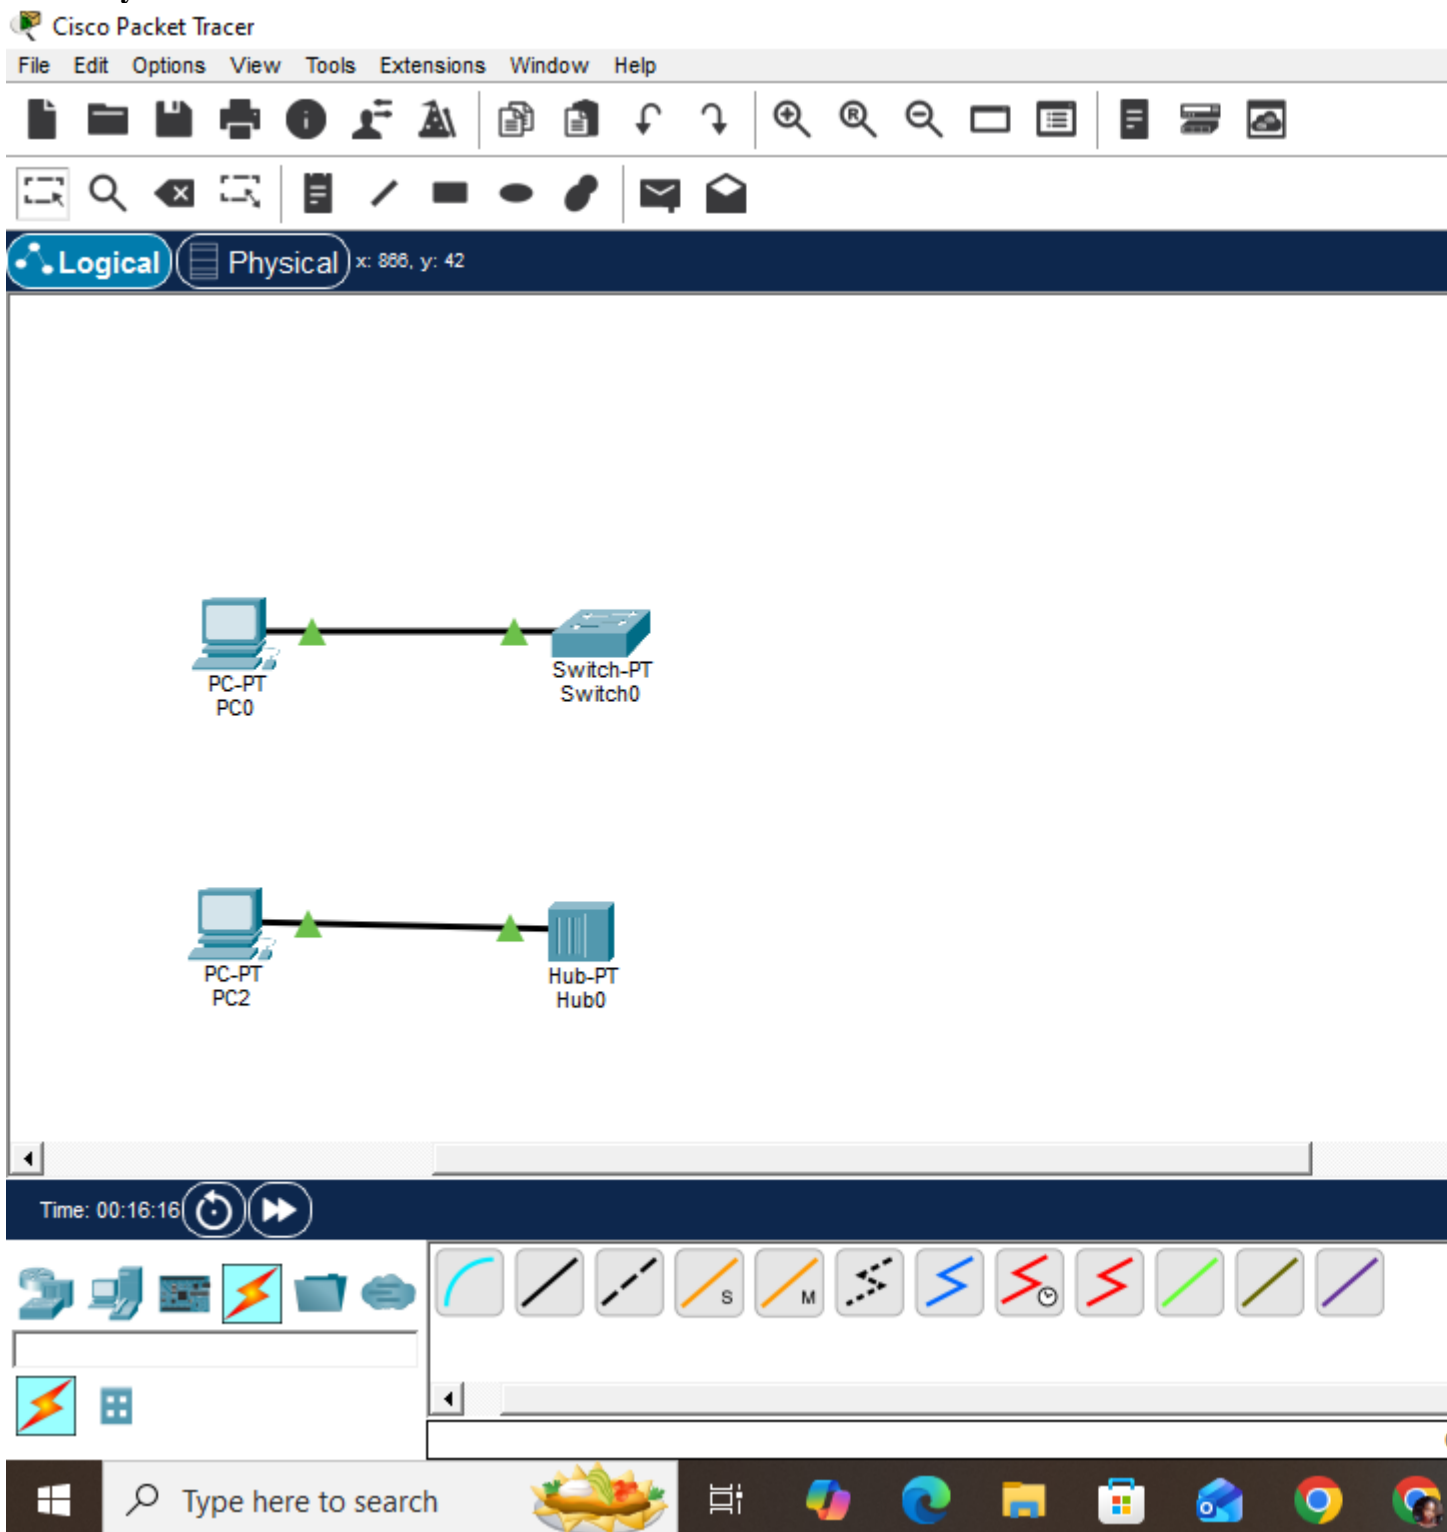 Cisco Packet Tracer
File Edit Options View Tools Extensions Window Help
Logical Physical x: 866, y: 42
PC-PT
PC0
Switch-PT
Switch0
PC-PT
PC2
Hub-PT
Hub0
Time: 00:16:16
S
M
Type here to search